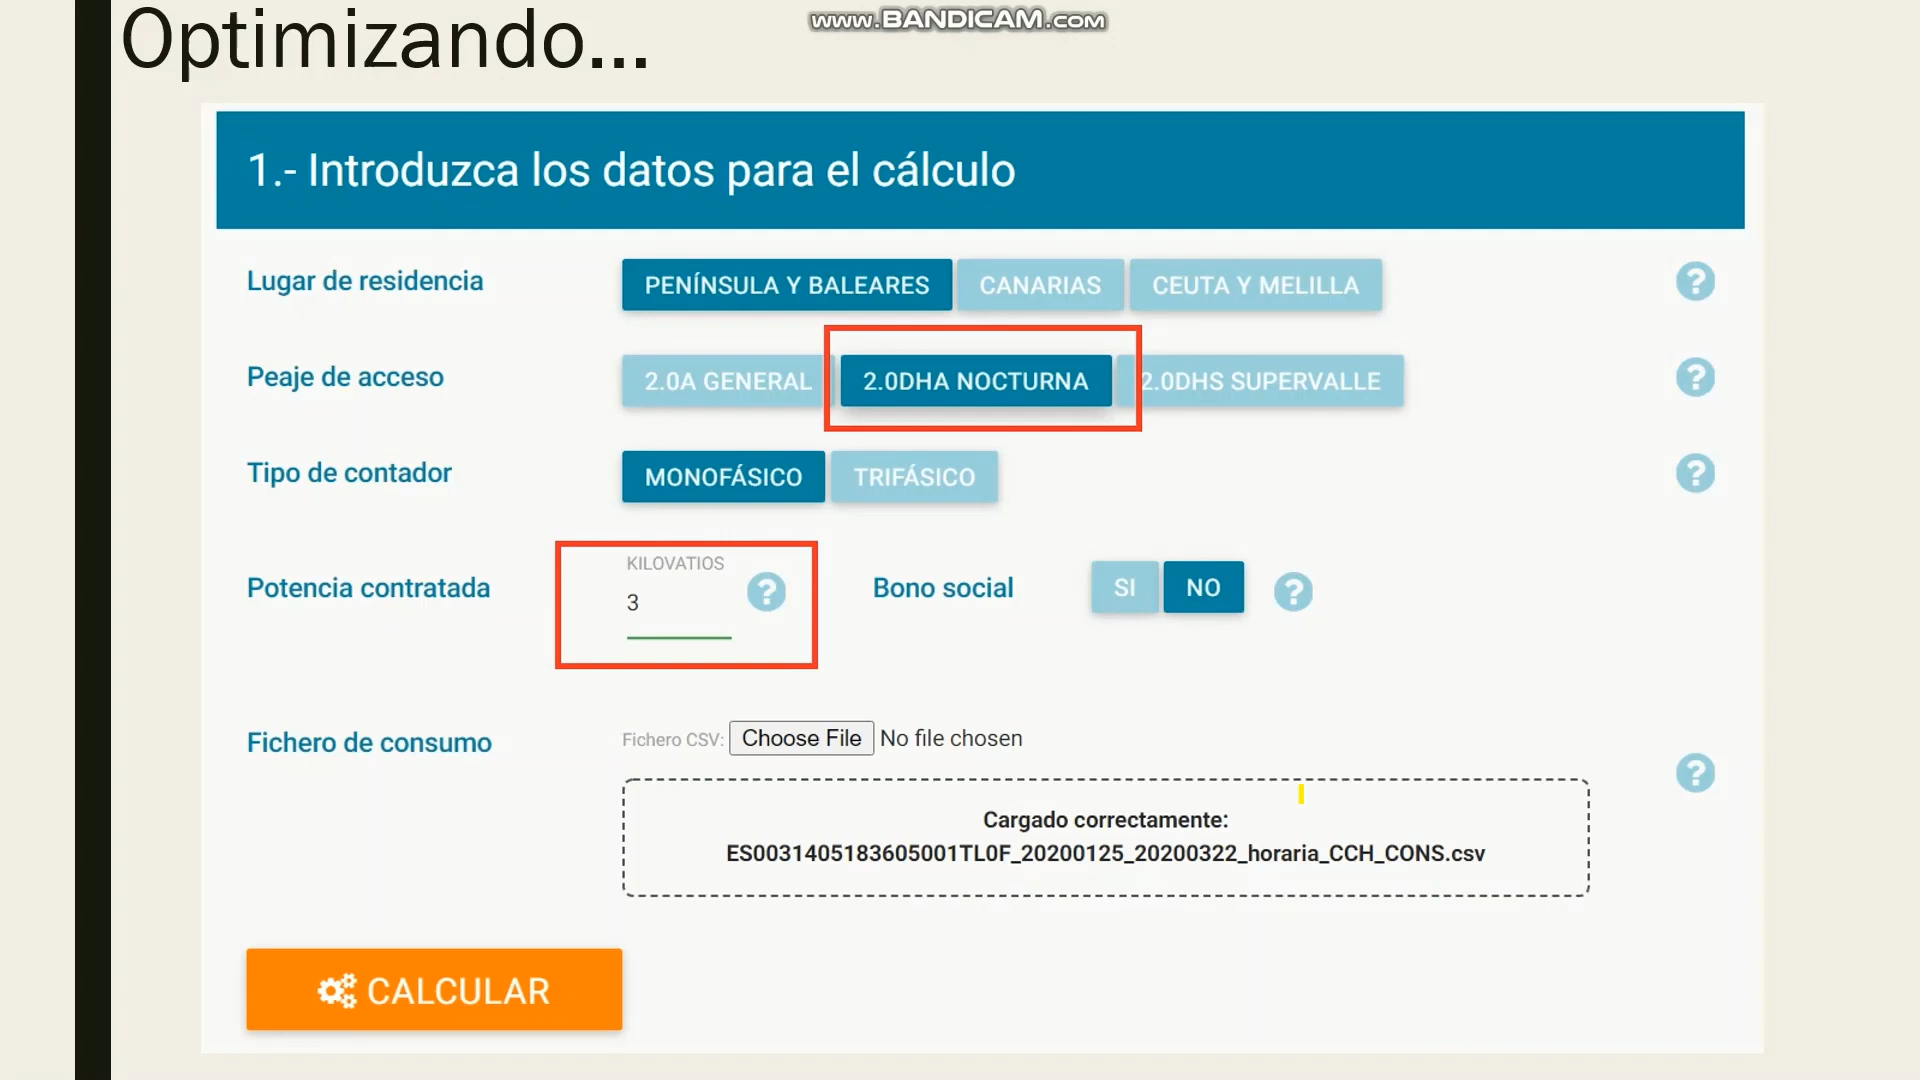 www.BANDICAM.com
Optimizando...
1.- Introduzca los datos para el cálculo
Lugar de residencia
PENÍNSULA Y BALEARES
CANARIAS
CEUTA Y MELILLA
?
Peaje de acceso
2.0A GENERAL
2.0DHA NOCTURNA
2.0DHS SUPERVALLE
?
Tipo de contador
MONOFÁSICO
TRIFÁSICO
?
Potencia contratada
KILOVATIOS
3
?
Bono social
SI
NO
?
Fichero de consumo
Fichero CSV: Choose File No file chosen
?
Cargado correctamente:
ES0031405183605001TL0F_20200125_20200322_horaria_CCH_CONS.csv
CALCULAR